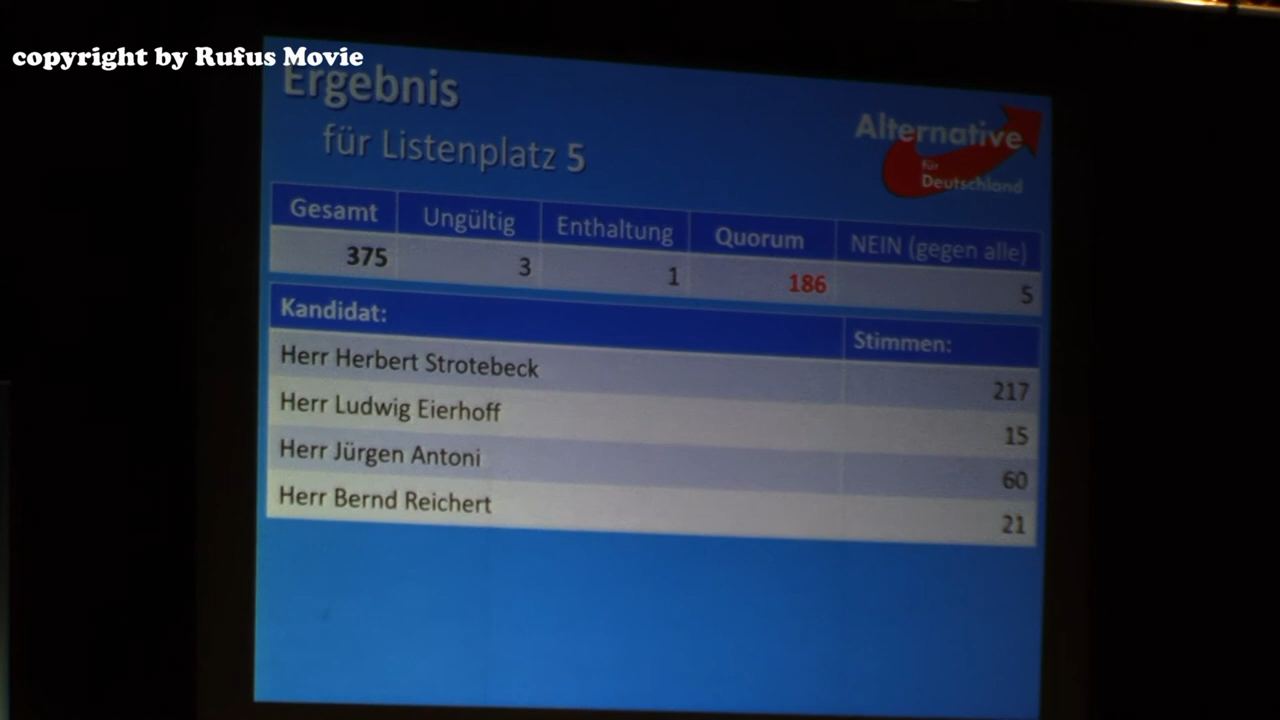 copyright by Rufus Movie
Ergebnis
für Listenplatz 5
Alternative
für
Deutschland
Gesamt Ungültig Enthaltung Quorum NEIN (gegen alle)
375 3 1 186 5
Kandidat: Stimmen:
Herr Herbert Strotebeck 217
Herr Ludwig Eierhoff 15
Herr Jürgen Antoni 60
Herr Bernd Reichert 21